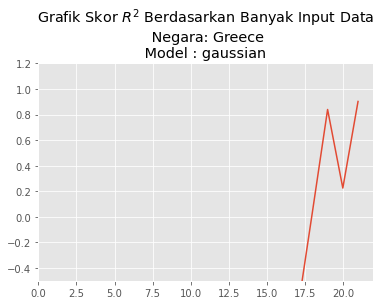 Grafik Skor R² Berdasarkan Banyak Input Data
Negara: Greece
Model : gaussian
1.2
1.0
0.8
0.6
0.4
0.2
0.0
−0.2
−0.4
0.0 2.5 5.0 7.5 10.0 12.5 15.0 17.5 20.0